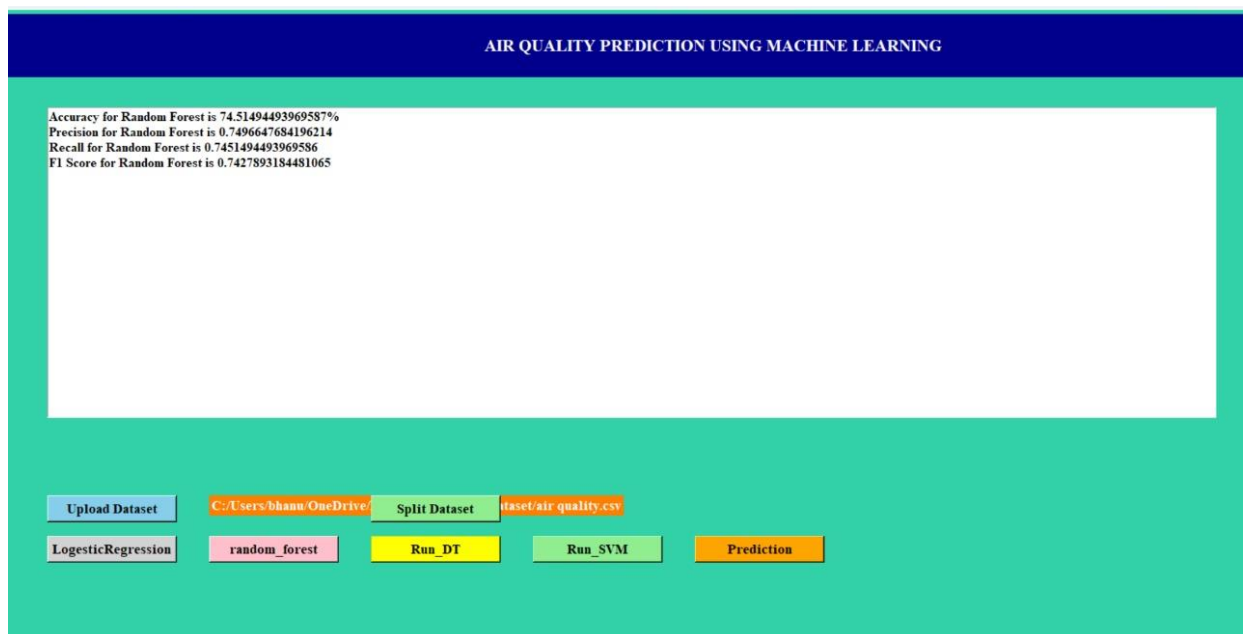 AIR QUALITY PREDICTION USING MACHINE LEARNING
Accuracy for Random Forest is 74.51494493969587%
Precision for Random Forest is 0.7496647684196214
Recall for Random Forest is 0.7451494493969586
F1 Score for Random Forest is 0.7427893184481065
Upload Dataset C:/Users/bhanu/OneDrive/ Split Dataset taset/air quality.csv
LogesticRegression random_forest Run_DT Run_SVM Prediction